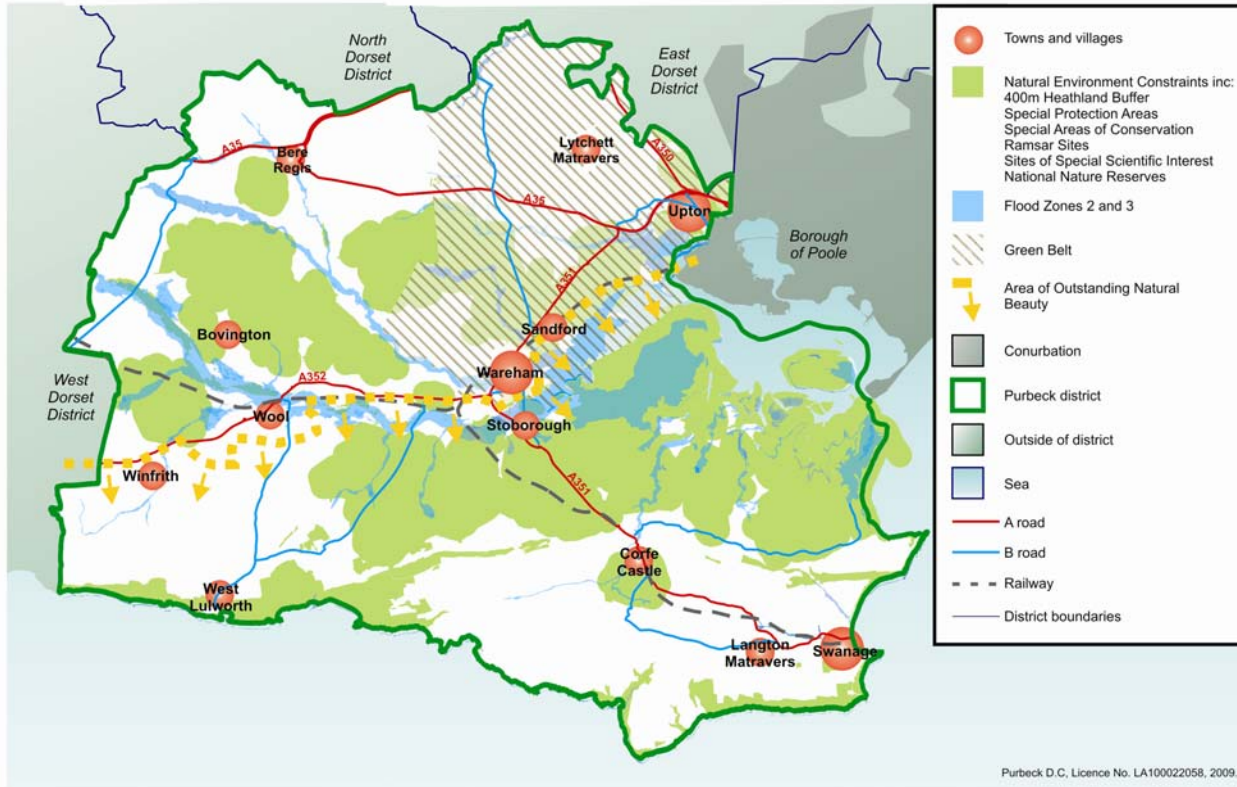 North
Dorset
District
East
Dorset
District
Lytchett
Matravers
A350
A35
Bere
Regis
A35
Upton
Borough
of Poole
A351
Sandford
Bovington
Wareham
West
Dorset
District
A352
Wool
Stoborough
Winfrith
A351
Corfe
Castle
West
Lulworth
Langton
Matravers
Swanage
Towns and villages
Natural Environment Constraints inc:
400m Heathland Buffer
Special Protection Areas
Special Areas of Conservation
Ramsar Sites
Sites of Special Scientific Interest
National Nature Reserves
Flood Zones 2 and 3
Green Belt
Area of Outstanding Natural
Beauty
Conurbation
Purbeck district
Outside of district
Sea
A road
B road
Railway
District boundaries
Purbeck D.C, Licence No. LA100022058, 2009.